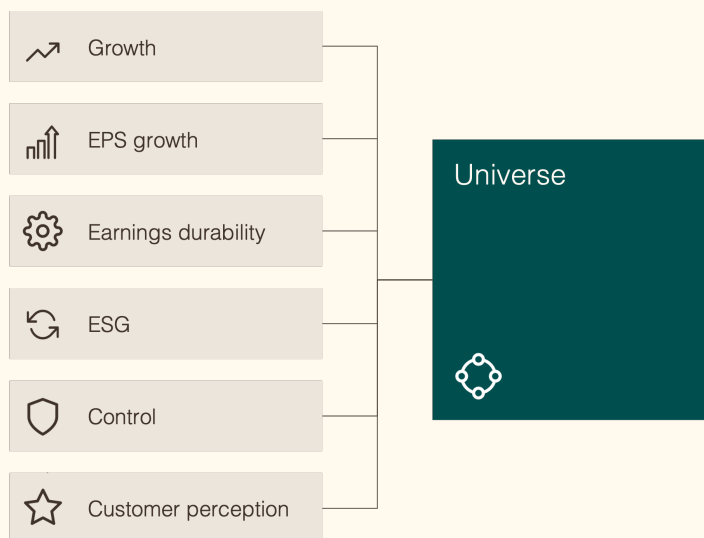 Growth
EPS growth
Earnings durability
ESG
Control
Customer perception
Universe